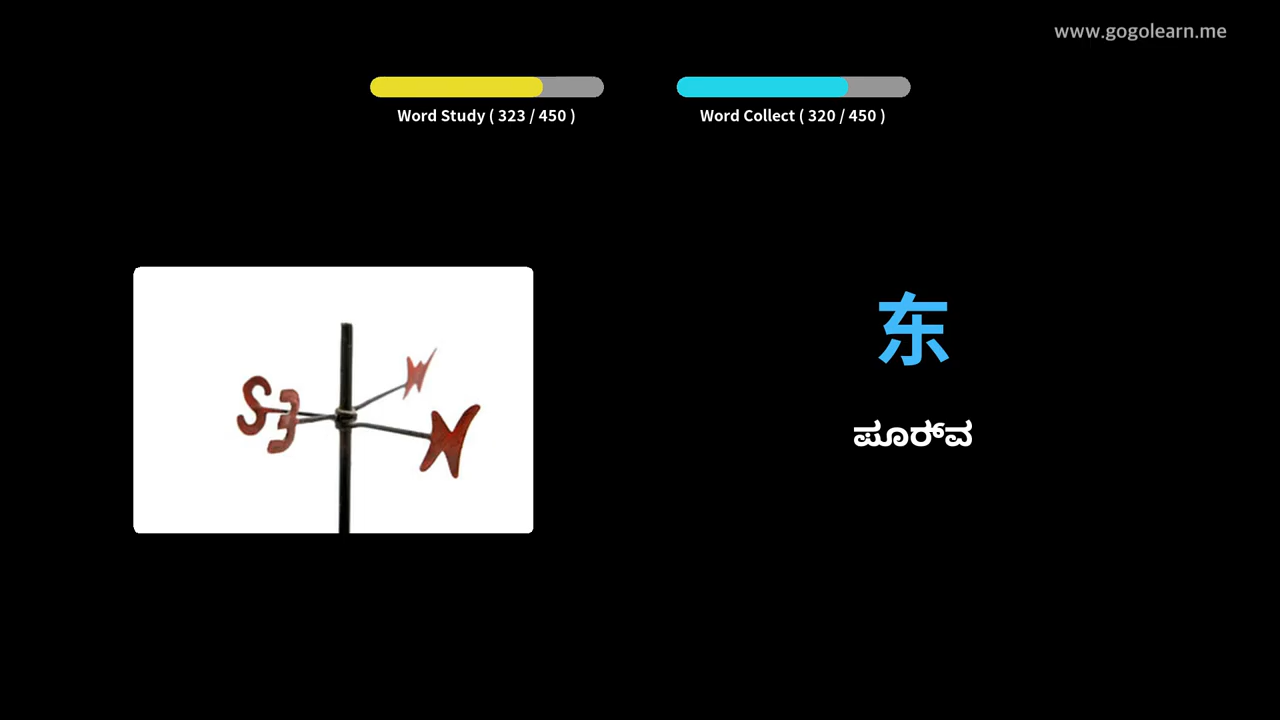 www.gogolearn.me
Word Study ( 323 / 450 )
Word Collect ( 320 / 450 )
东
ಪೂರ್‍ವ
S E N W